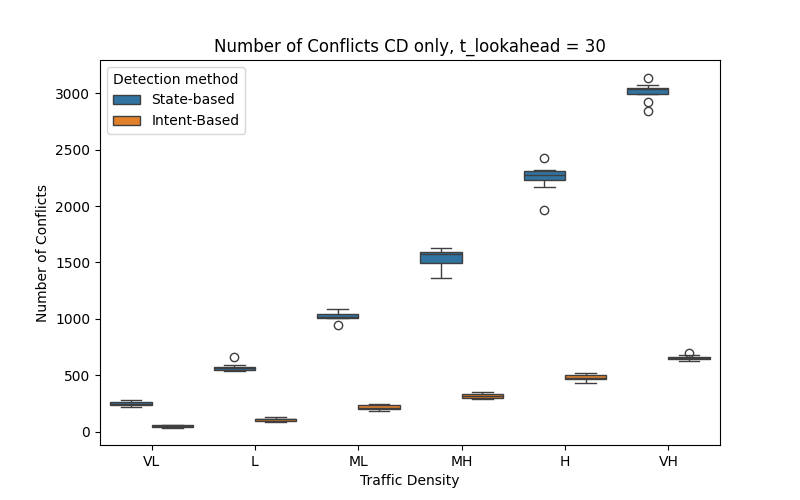 Number of Conflicts CD only, t_lookahead = 30
Detection method
State-based
Intent-Based
3000
2500
2000
1500
1000
500
0
Number of Conflicts
VL L ML MH H VH
Traffic Density